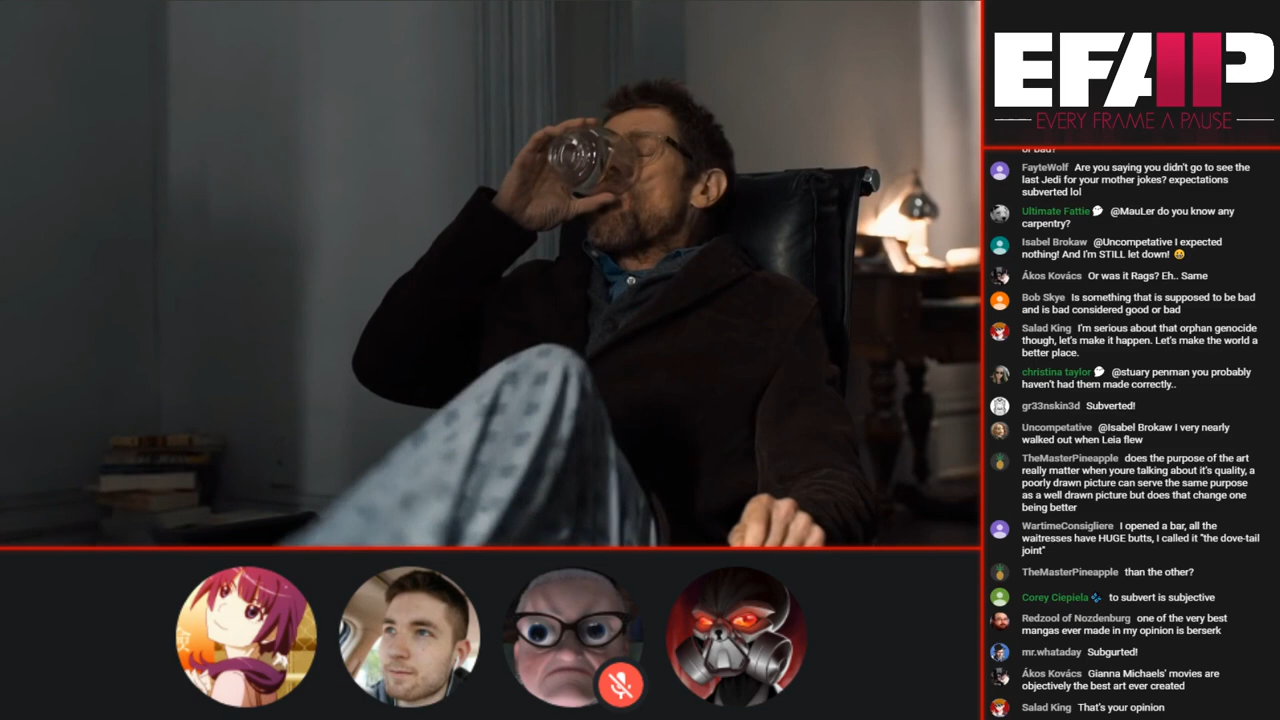 EFAP
EVERY FRAME A PAUSE
or bad?
FayteWolf Are you saying you didn't go to see the
last Jedi for your mother jokes? expectations
subverted lol
Ultimate Fattie @MauLer do you know any
carpentry?
Isabel Brokaw @Uncompetative I expected
nothing! And I'm STILL let down!
Ákos Kovács Or was it Rags? Eh.. Same
Bob Skye Is something that is supposed to be bad
and is bad considered good or bad
Salad King I'm serious about that orphan genocide
though, let's make it happen. Let's make the world a
better place.
christina taylor @stuary penman you probably
haven't had them made correctly..
gr33nskin3d Subverted!
Uncompetative @Isabel Brokaw I very nearly
walked out when Leia flew
TheMasterPineapple does the purpose of the art
really matter when youre talking about it's quality, a
poorly drawn picture can serve the same purpose
as a well drawn picture but does that change one
being better
WartimeConsigliere I opened a bar, all the
waitresses have HUGE butts, I called it "the dove-tail
joint"
TheMasterPineapple than the other?
Corey Ciepiela to subvert is subjective
Redzool of Nozdenburg one of the very best
mangas ever made in my opinion is berserk
mr.whataday Subgurted!
Ákos Kovács Gianna Michaels' movies are
objectively the best art ever created
Salad King That's your opinion